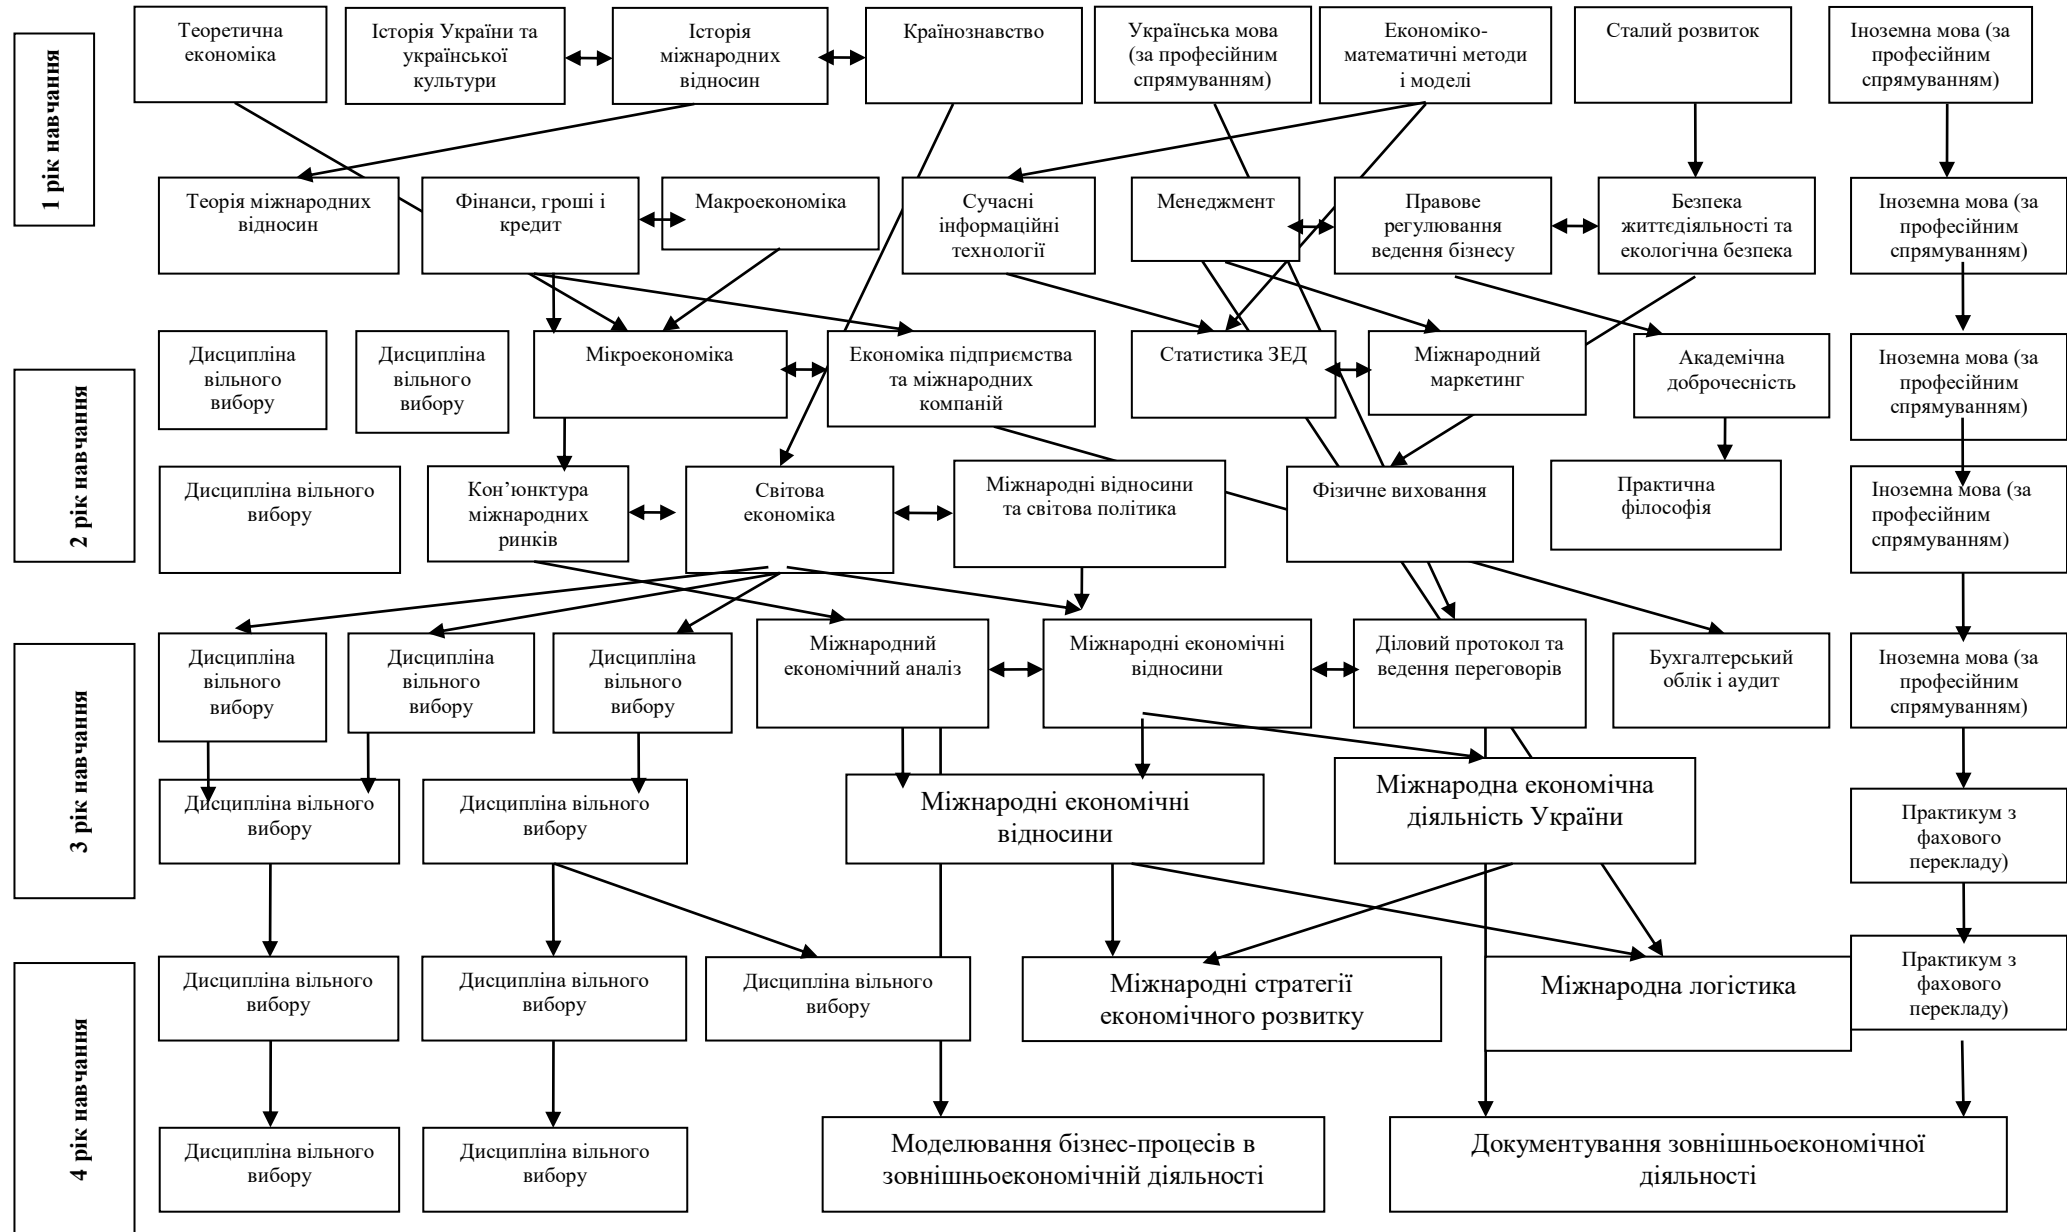 1 рік навчання
Теоретична
економіка
Історія України та
української
культури
Історія
міжнародних
відносин
Країнознавство
Українська мова
(за професійним
спрямуванням)
Економіко-
математичні методи
і моделі
Сталий розвиток
Іноземна мова (за
професійним
спрямуванням)
Теорія міжнародних
відносин
Фінанси, гроші і
кредит
Макроекономіка
Сучасні
інформаційні
технології
Менеджмент
Правове
регулювання
ведення бізнесу
Безпека
життєдіяльності та
екологічна безпека
Іноземна мова (за
професійним
спрямуванням)
2 рік навчання
Дисципліна
вільного
вибору
Дисципліна
вільного
вибору
Мікроекономіка
Економіка підприємства
та міжнародних
компаній
Статистика ЗЕД
Міжнародний
маркетинг
Академічна
доброчесність
Іноземна мова (за
професійним
спрямуванням)
Дисципліна вільного
вибору
Кон’юнктура
міжнародних
ринків
Світова
економіка
Міжнародні відносини
та світова політика
Фізичне виховання
Практична
філософія
Іноземна мова (за
професійним
спрямуванням)
3 рік навчання
Дисципліна
вільного
вибору
Дисципліна
вільного
вибору
Дисципліна
вільного
вибору
Міжнародний
економічний аналіз
Міжнародні економічні
відносини
Діловий протокол та
ведення переговорів
Бухгалтерський
облік і аудит
Іноземна мова (за
професійним
спрямуванням)
Дисципліна вільного
вибору
Дисципліна вільного
вибору
Міжнародні економічні
відносини
Міжнародна економічна
діяльність України
Практикум з
фахового
перекладу)
4 рік навчання
Дисципліна вільного
вибору
Дисципліна вільного
вибору
Дисципліна вільного
вибору
Міжнародні стратегії
економічного розвитку
Міжнародна логістика
Практикум з
фахового
перекладу)
Дисципліна вільного
вибору
Дисципліна вільного
вибору
Моделювання бізнес-процесів в
зовнішньоекономічній діяльності
Документування зовнішньоекономічної
діяльності